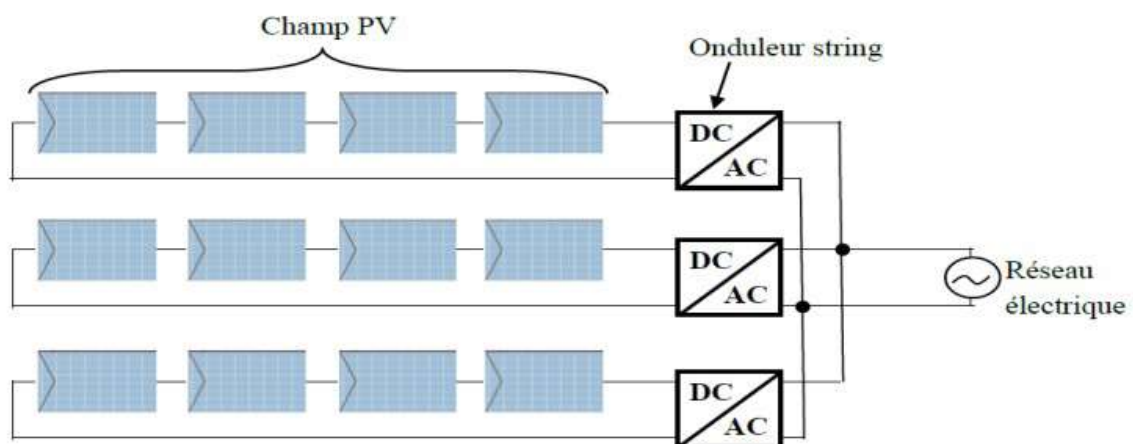 Champ PV
Onduleur string
DC
AC
DC
AC
Réseau
électrique
DC
AC